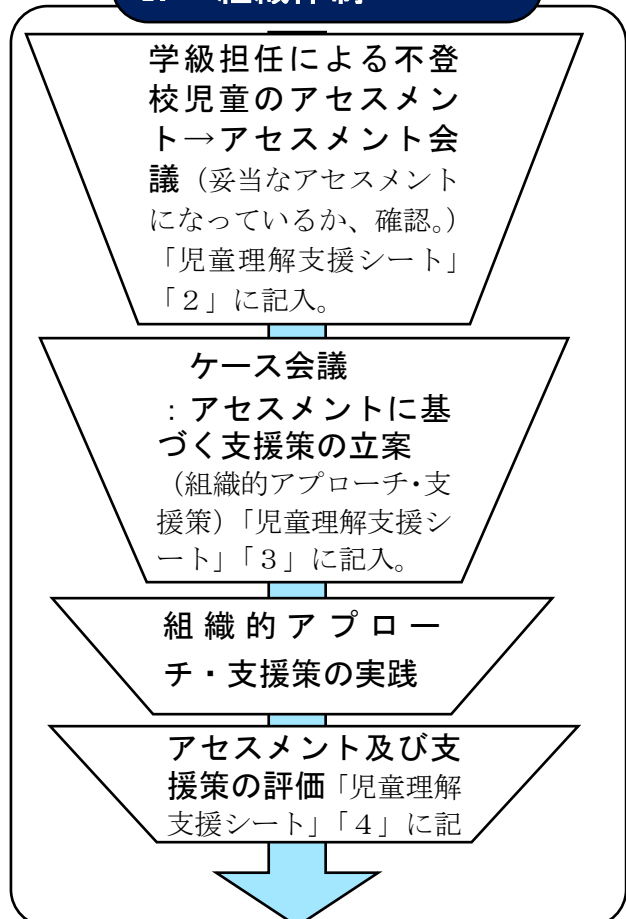 学級担任による不登
校児童のアセスメン
ト→アセスメント会
議（妥当なアセスメント
になっているか、確認。）
「児童理解支援シート」
「２」に記入。
ケース会議
：アセスメントに基
づく支援策の立案
（組織的アプローチ・支
援策）「児童理解支援シ
ート」「３」に記入。
組織的アプロー
チ・支援策の実践
アセスメント及び支
援策の評価「児童理解
支援シート」「４」に記